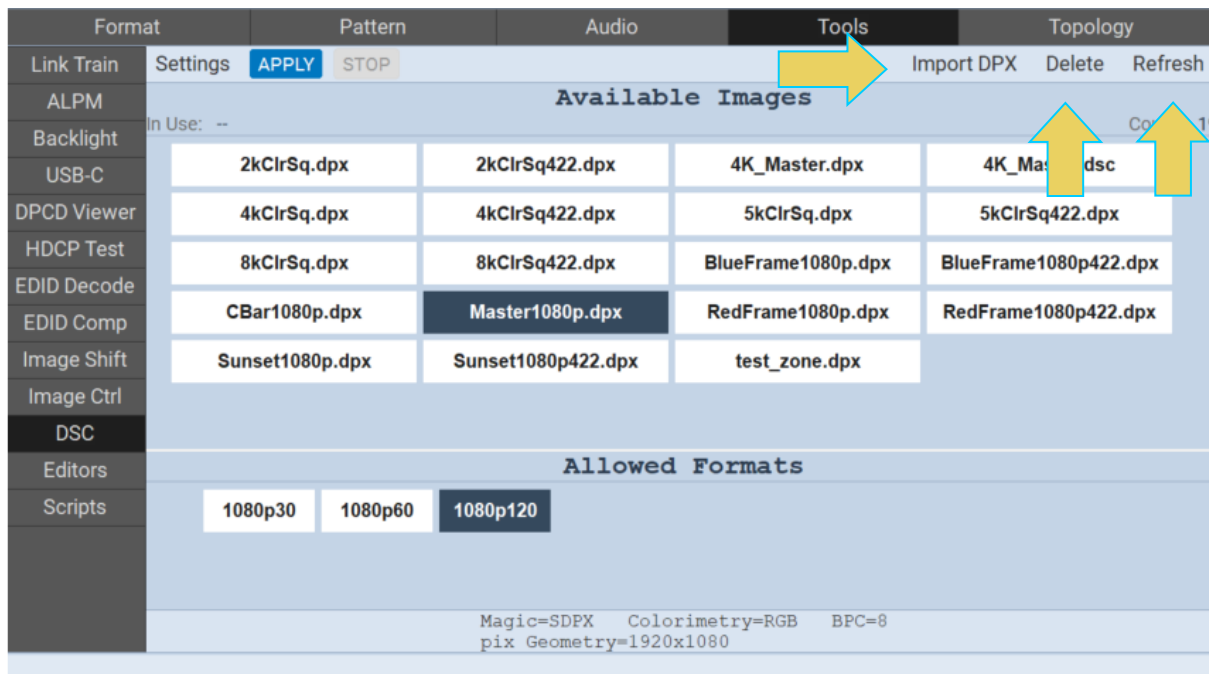 Format Pattern Audio Tools Topology
Link Train Settings APPLY STOP Import DPX Delete Refresh
ALPM
Backlight
USB-C
DPCD Viewer
HDCP Test
EDID Decode
EDID Comp
Image Shift
Image Ctrl
DSC
Editors
Scripts
Available Images
In Use: --
2kClrSq.dpx 2kClrSq422.dpx 4K_Master.dpx
4kClrSq.dpx 4kClrSq422.dpx 5kClrSq.dpx 5kClrSq422.dpx
8kClrSq.dpx 8kClrSq422.dpx BlueFrame1080p.dpx BlueFrame1080p422.dpx
CBar1080p.dpx Master1080p.dpx RedFrame1080p.dpx RedFrame1080p422.dpx
Sunset1080p.dpx Sunset1080p422.dpx test_zone.dpx
Allowed Formats
1080p30 1080p60 1080p120
Magic=SDPX Colorimetry=RGB BPC=8
pix Geometry=1920x1080